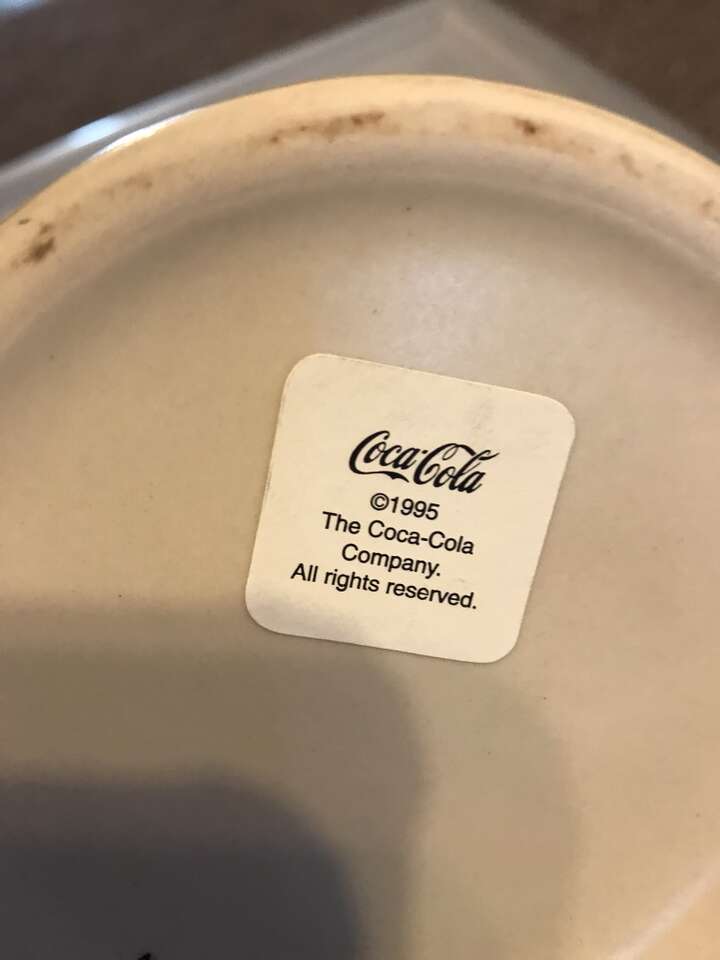 Coca-Cola
©1995
The Coca-Cola
Company.
All rights reserved.